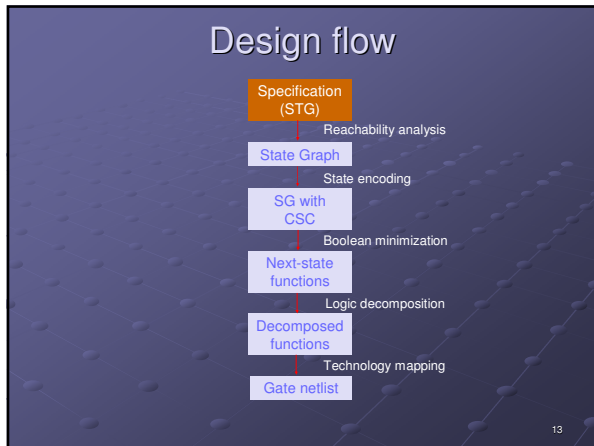 Design flow
Specification
(STG)
Reachability analysis
State Graph
State encoding
SG with
CSC
Boolean minimization
Next-state
functions
Logic decomposition
Decomposed
functions
Technology mapping
Gate netlist
13